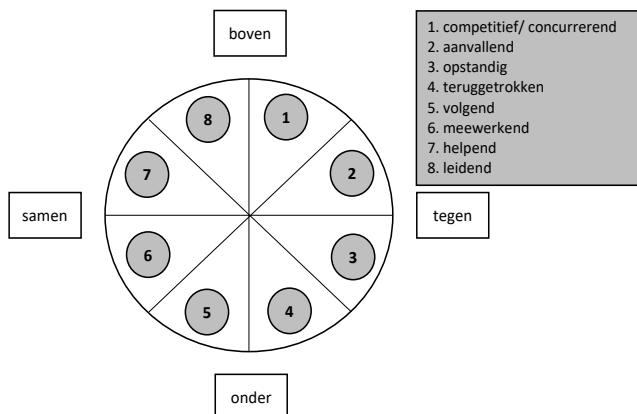 boven
1. competitief/ concurrerend
2. aanvallend
3. opstandig
4. teruggetrokken
5. volgend
6. meewerkend
7. helpend
8. leidend
8
1
7
2
samen
tegen
6
3
5
4
onder